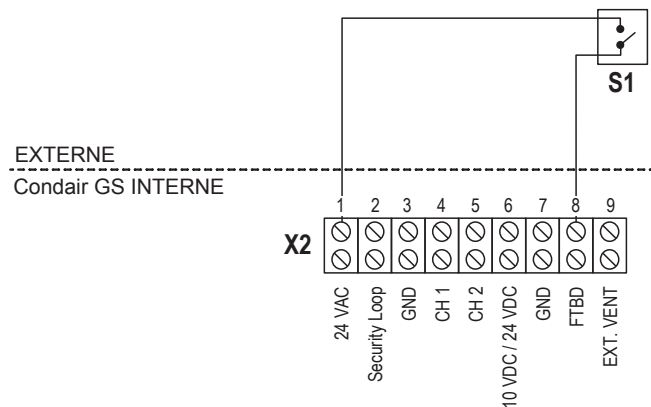 S1
EXTERNE
Condair GS INTERNE
1 2 3 4 5 6 7 8 9
X2
24 VAC
Security Loop
GND
CH 1
CH 2
10 VDC / 24 VDC
GND
FTBD
EXT. VENT